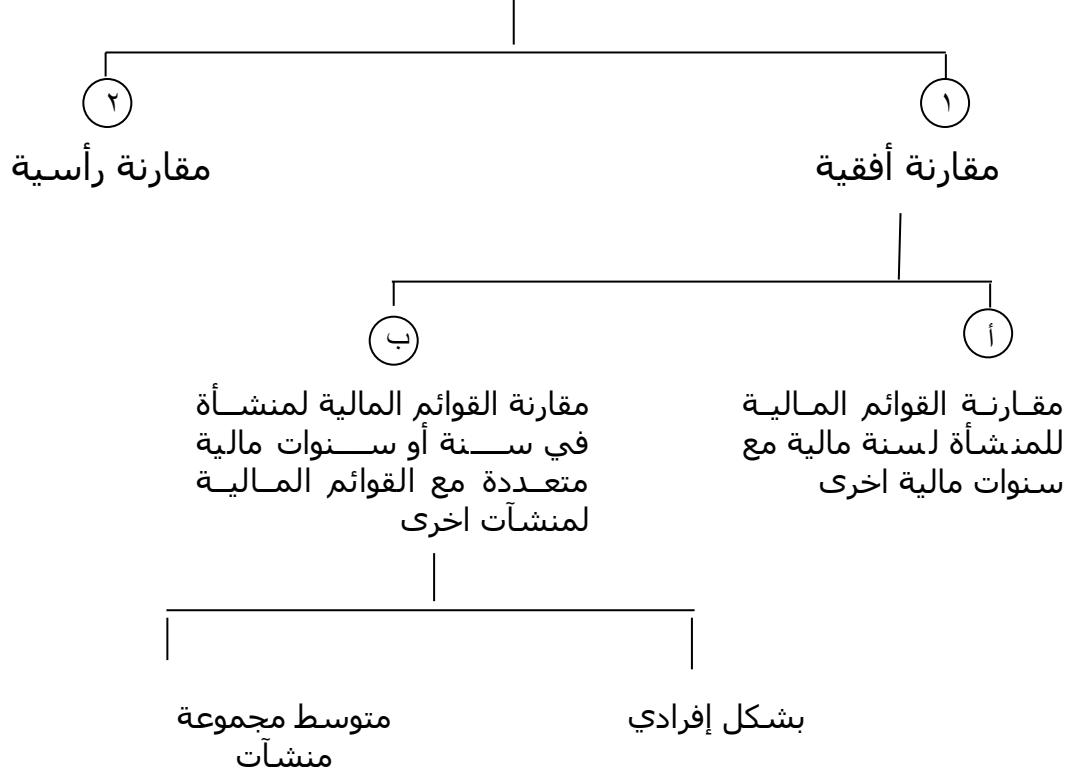 ١
٢
مقارنة أفقية
مقارنة رأسية
أ
ب
مقارنة القوائم المالية
للمنشأة لسنة مالية مع
سنوات مالية اخرى
مقارنة القوائم المالية لمنشأة
في سنة أو سنوات مالية
متعددة مع القوائم المالية
لمنشآت اخرى
بشكل إفرادي
متوسط مجموعة
منشآت